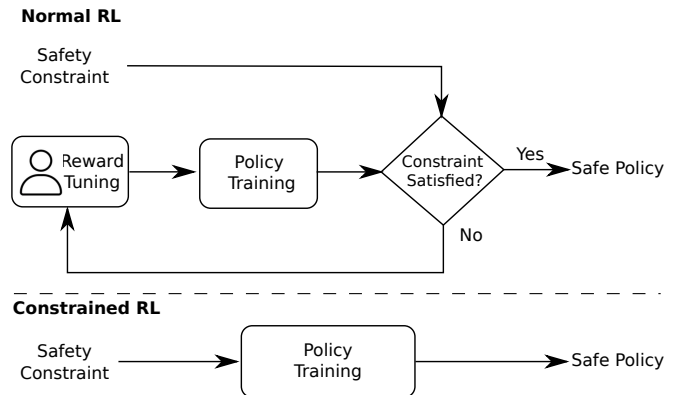 Normal RL
Safety
Constraint
Reward
Tuning
Policy
Training
Constraint
Satisfied?
Yes
Safe Policy
No
Constrained RL
Safety
Constraint
Policy
Training
Safe Policy